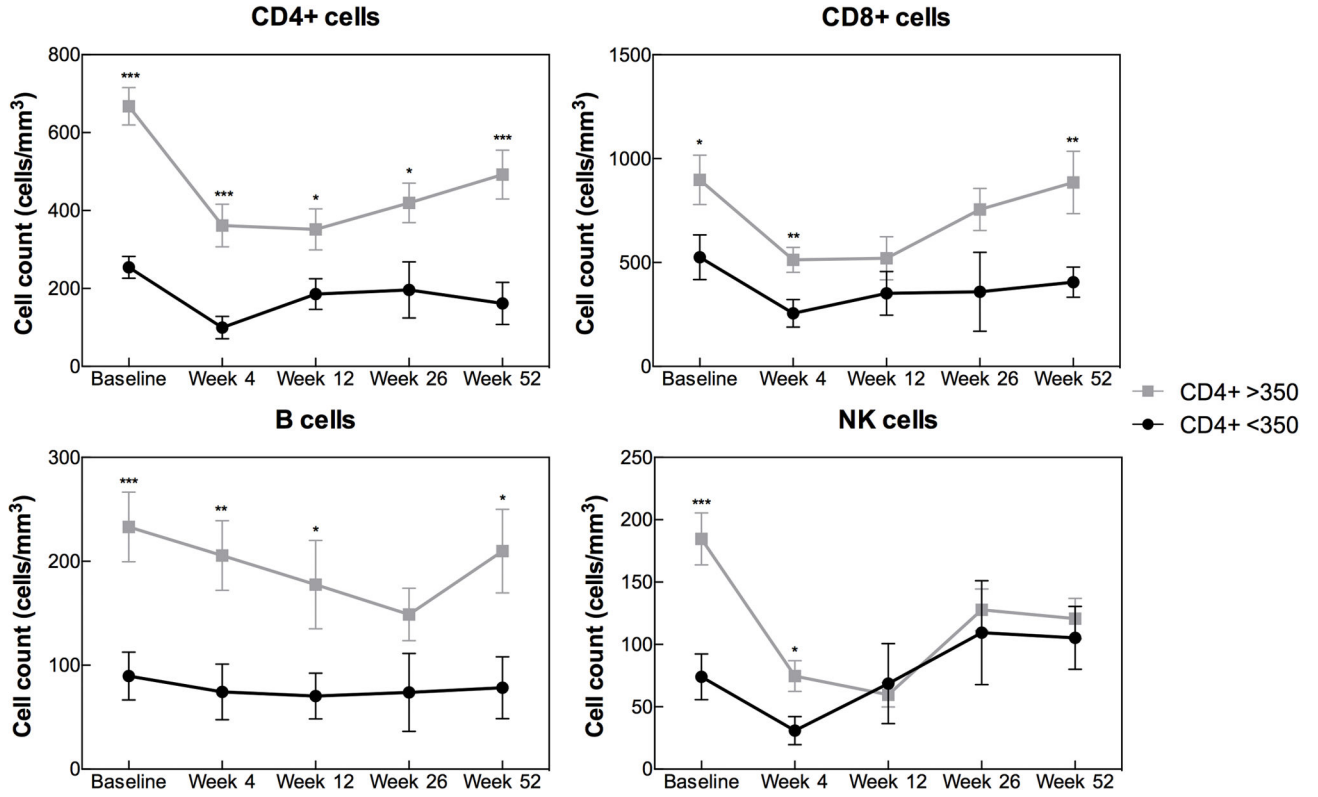 CD4+ cells
Cell count (cells/mm³)
800
600
400
200
0
***
***
*
*
***
Baseline Week 4 Week 12 Week 26 Week 52
CD8+ cells
Cell count (cells/mm³)
1500
1000
500
0
*
**
**
Baseline Week 4 Week 12 Week 26 Week 52
CD4+ >350
CD4+ <350
B cells
Cell count (cells/mm³)
300
200
100
0
***
**
*
*
Baseline Week 4 Week 12 Week 26 Week 52
NK cells
Cell count (cells/mm³)
250
200
150
100
50
0
***
*
Baseline Week 4 Week 12 Week 26 Week 52